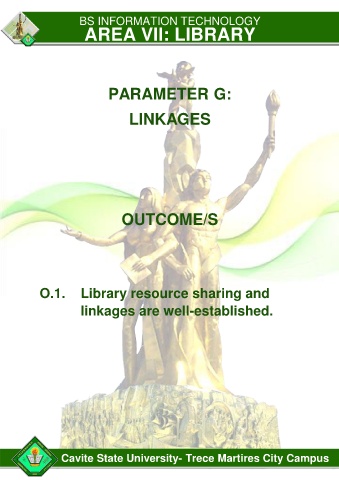 BS INFORMATION TECHNOLOGY
AREA VII: LIBRARY
PARAMETER G:
LINKAGES
OUTCOME/S
O.1. Library resource sharing and
linkages are well-established.
Cavite State University- Trece Martires City Campus